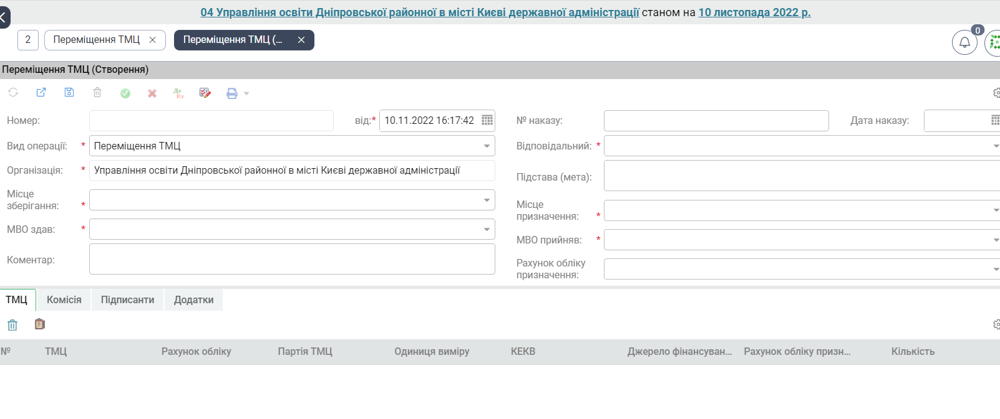 04 Управління освіти Дніпровської районної в місті Києві державної адміністрації станом на 10 листопада 2022 р.
2
Переміщення ТМЦ
Переміщення ТМЦ (...
0
Переміщення ТМЦ (Створення)
Дт
Кт
Номер:
від:*
10.11.2022 16:17:42
№ наказу:
Дата наказу:
Вид операції: *
Переміщення ТМЦ
Відповідальний: *
Організація: *
Управління освіти Дніпровської районної в місті Києві державної адміністрації
Підстава (мета):
Місце
зберігання: *
Місце
призначення: *
МВО здав: *
МВО прийняв: *
Коментар:
Рахунок обліку
призначення:
ТМЦ
Комісія
Підписанти
Додатки
№
ТМЦ
Рахунок обліку
Партія ТМЦ
Одиниця виміру
КЕКВ
Джерело фінансуван...
Рахунок обліку призн...
Кількість